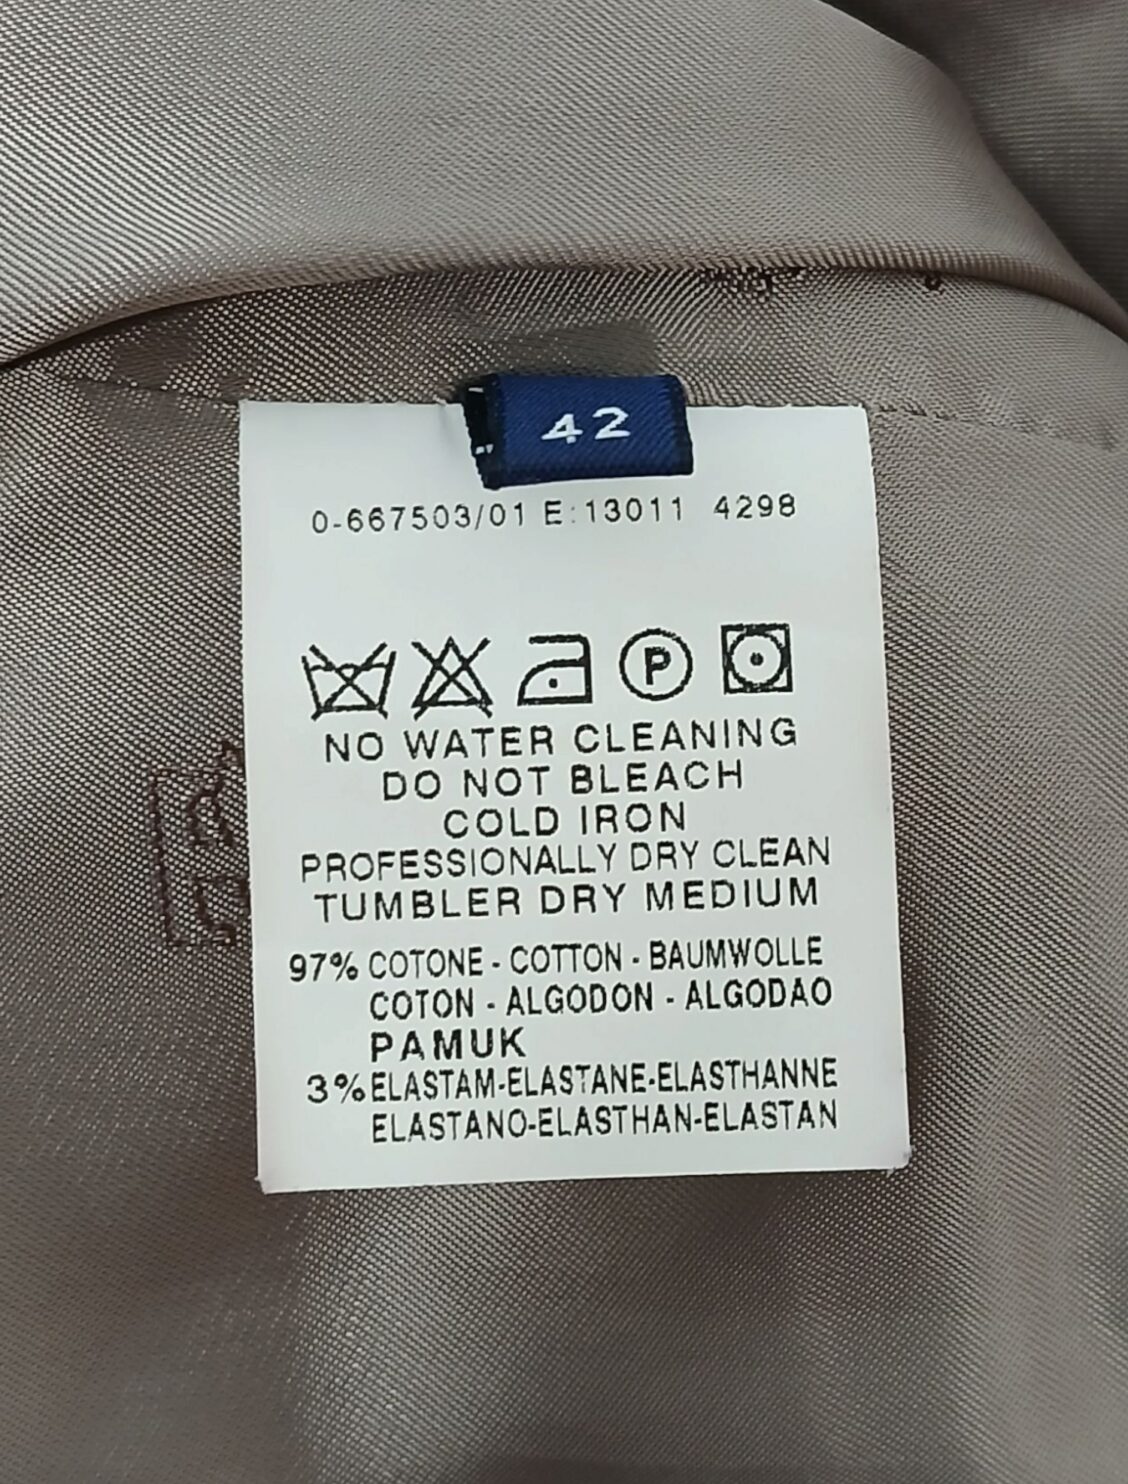 42
0-667503/01 E:13011 4298
P
NO WATER CLEANING
DO NOT BLEACH
COLD IRON
PROFESSIONALLY DRY CLEAN
TUMBLER DRY MEDIUM
97% COTONE - COTTON - BAUMWOLLE
COTON - ALGODON - ALGODAO
PAMUK
3% ELASTAM-ELASTANE-ELASTHANNE
ELASTANO-ELASTHAN-ELASTAN